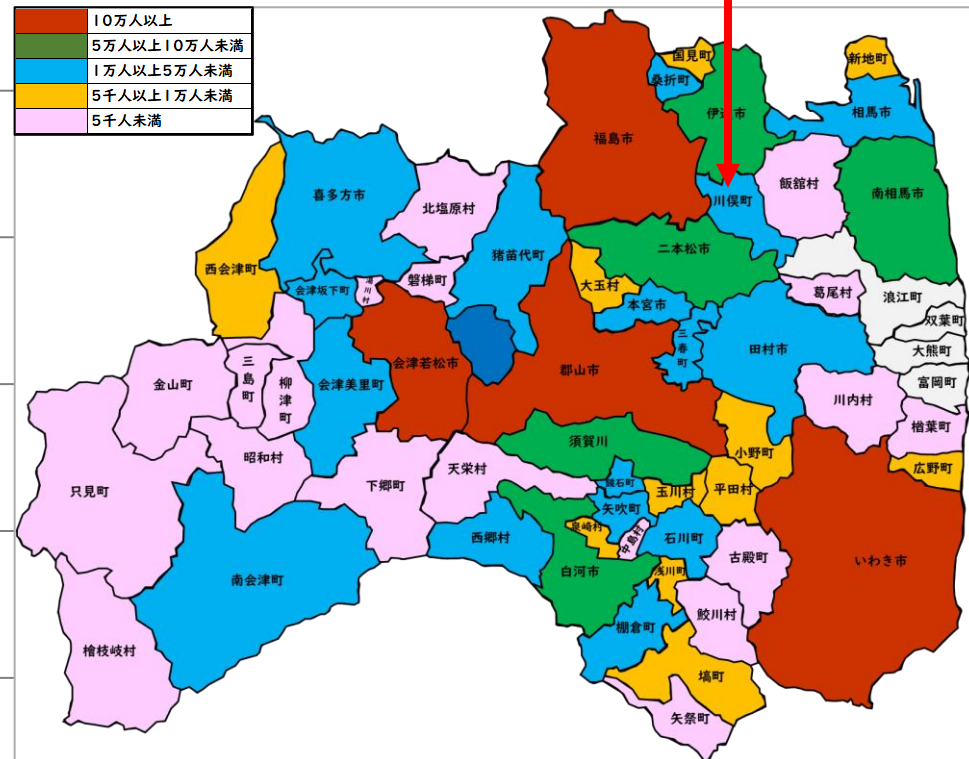 10万人以上
5万人以上10万人未満
1万人以上5万人未満
5千人以上1万人未満
5千人未満
国見町
新地町
桑折町
伊達市
相馬市
福島市
飯舘村
喜多方市
川俣町
南相馬市
北塩原村
二本松市
猪苗代町
西会津町
磐梯町
会津坂下町
湯川村
大玉村
葛尾村
浪江町
本宮市
双葉町
三春町
田村市
大熊町
会津若松市
郡山市
三島町
金山町
柳津町
会津美里町
富岡町
川内村
楢葉町
須賀川
小野町
昭和村
天栄村
広野町
下郷町
鏡石町
玉川村
平田村
只見町
矢吹町
泉崎村
中島村
西郷村
石川町
古殿町
いわき市
白河市
浅川町
南会津町
鮫川村
棚倉町
檜枝岐村
塙町
矢祭町